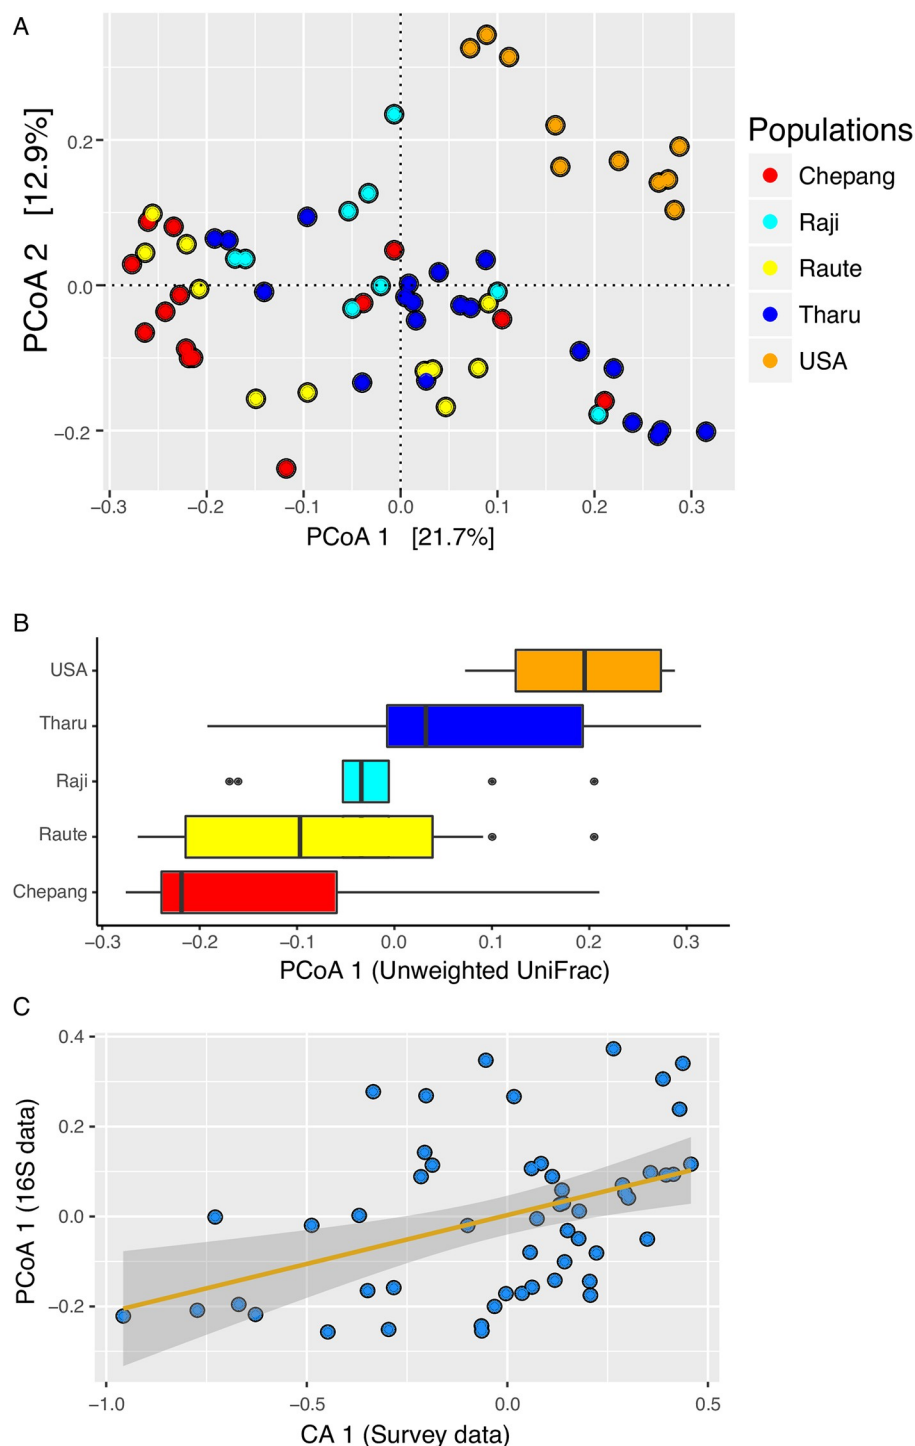 A
PCoA 2 [12.9%]
0.2
0.0
−0.2
−0.3 −0.2 −0.1 0.0 0.1 0.2 0.3
PCoA 1 [21.7%]
Populations
Chepang
Raji
Raute
Tharu
USA
B
USA
Tharu
Raji
Raute
Chepang
−0.3 −0.2 −0.1 0.0 0.1 0.2 0.3
PCoA 1 (Unweighted UniFrac)
C
PCoA 1 (16S data)
0.4
0.2
0.0
−0.2
−1.0 −0.5 0.0 0.5
CA 1 (Survey data)